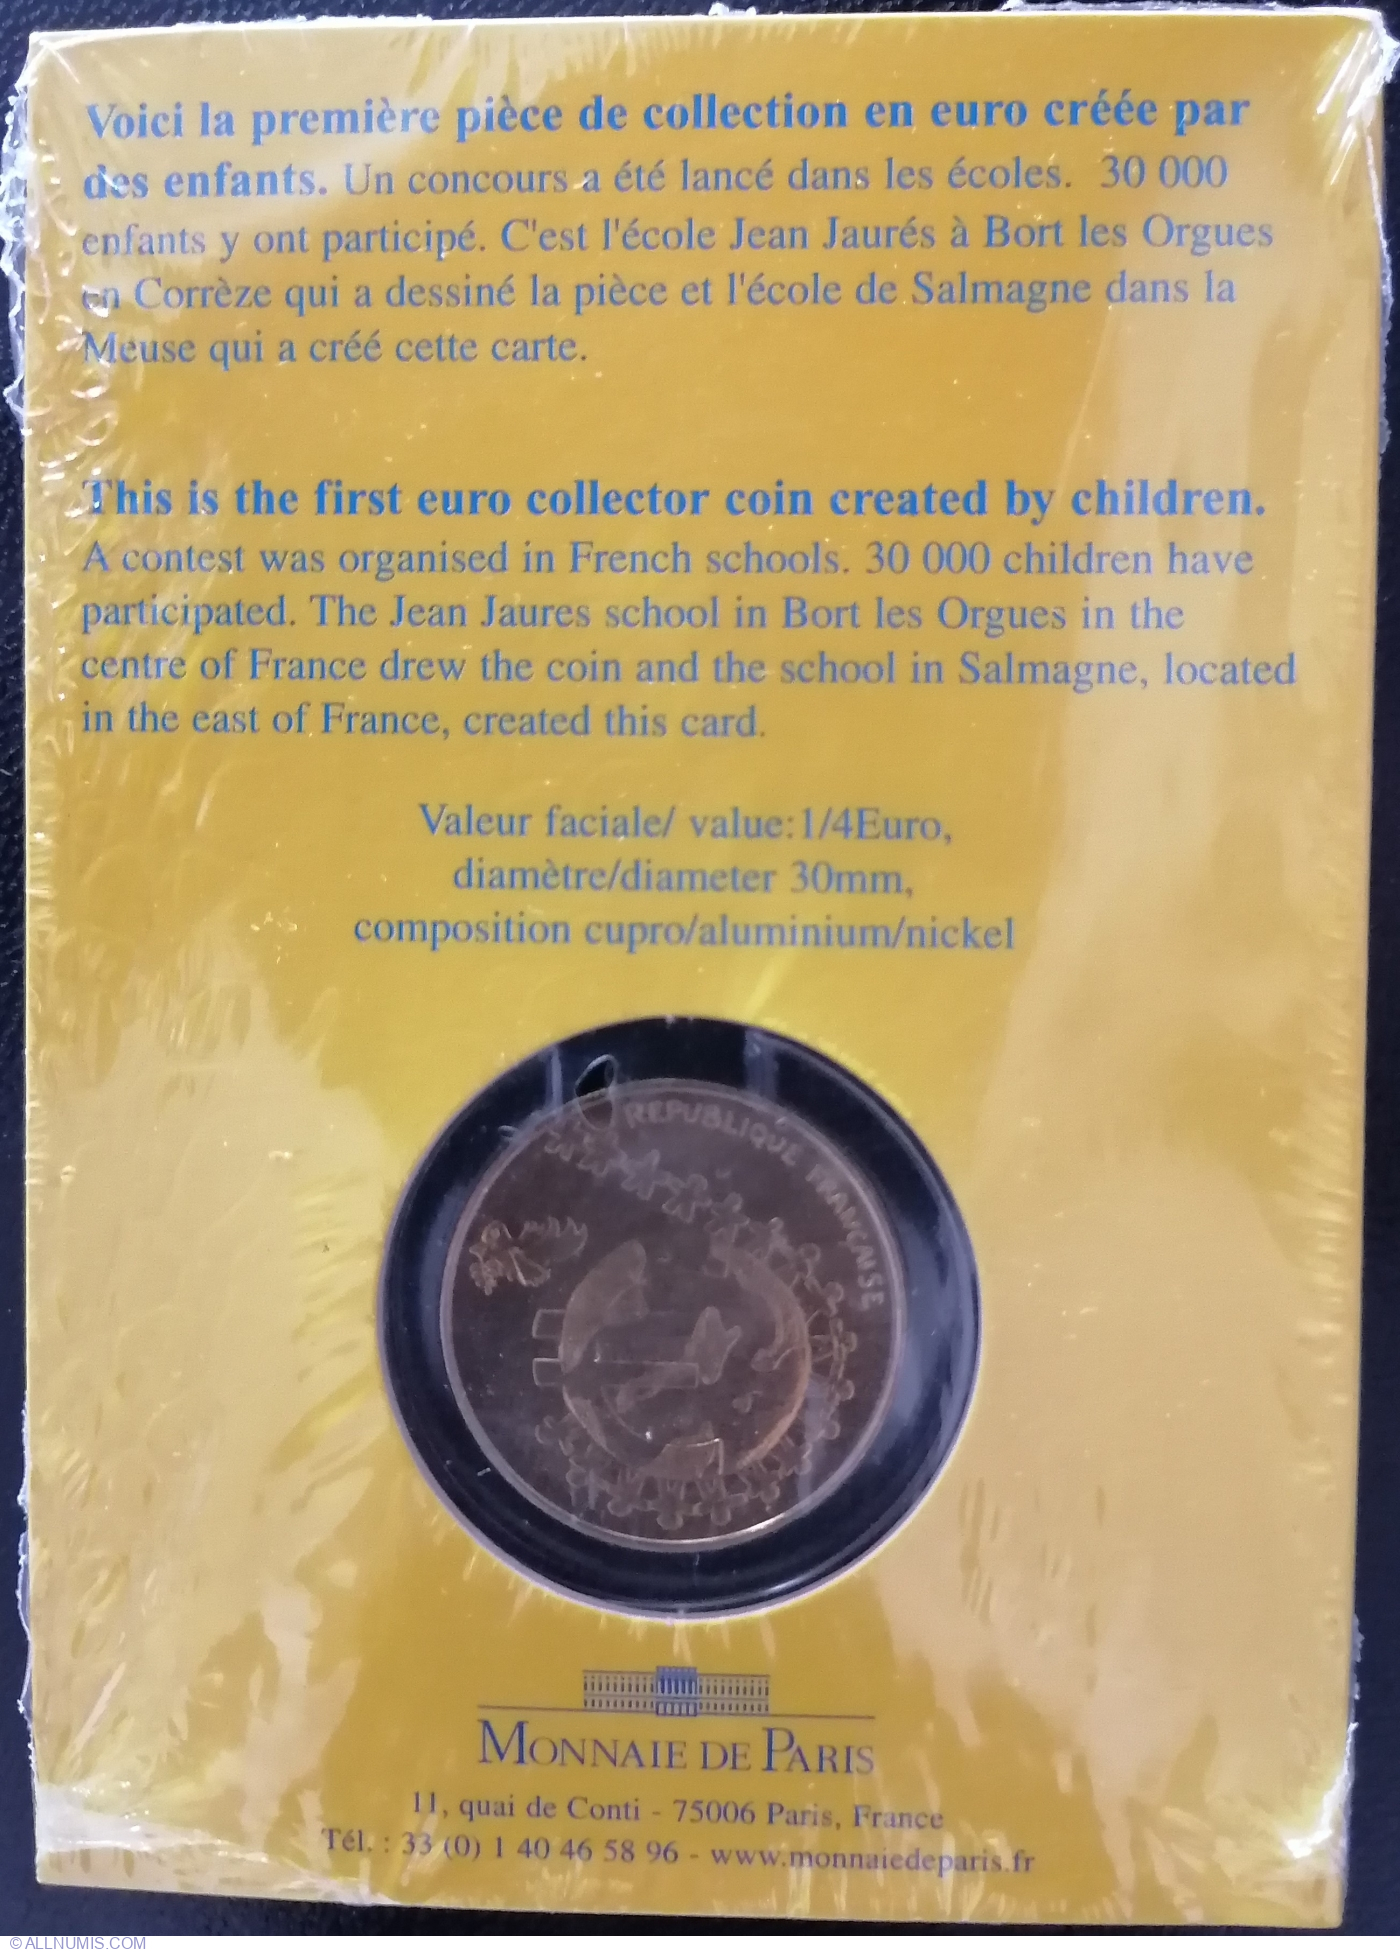 Voici la première pièce de collection en euro créée par
des enfants. Un concours a été lancé dans les écoles. 30 000
enfants y ont participé. C'est l'école Jean Jaurés à Bort les Orgues
en Corrèze qui a dessiné la pièce et l'école de Salmagne dans la
Meuse qui a créé cette carte.
This is the first euro collector coin created by children.
A contest was organised in French schools. 30 000 children have
participated. The Jean Jaures school in Bort les Orgues in the
centre of France drew the coin and the school in Salmagne, located
in the east of France, created this card.
Valeur faciale/ value:1/4Euro,
diamètre/diameter 30mm,
composition cupro/aluminium/nickel
REPUBLIQUE FRANÇAISE
MONNAIE DE PARIS
11, quai de Conti - 75006 Paris, France
Tél. : 33 (0) 1 40 46 58 96 - www.monnaiedeparis.fr
© ALLNUMIS.COM